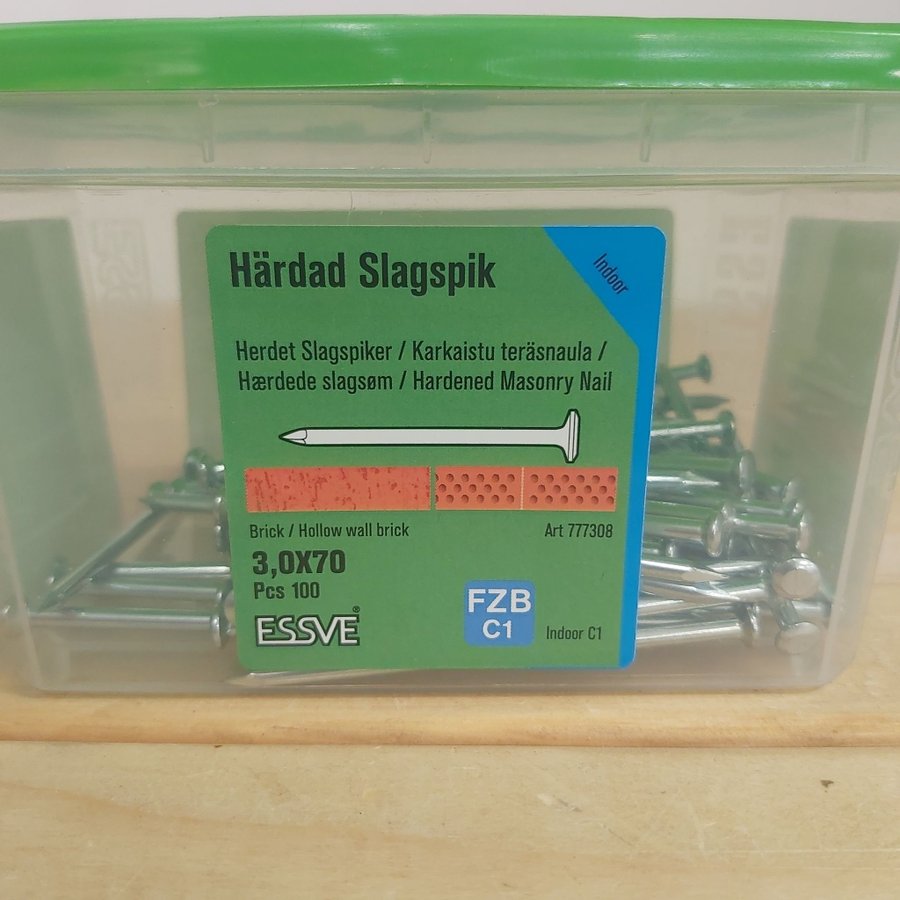 Härdad Slagspik
Indoor
Herdet Slagspiker / Karkaistu teräsnaula /
Hærdede slagsøm / Hardened Masonry Nail
Brick / Hollow wall brick
Art 777308
3,0X70
Pcs 100
ESSVE®
FZB
C1
Indoor C1